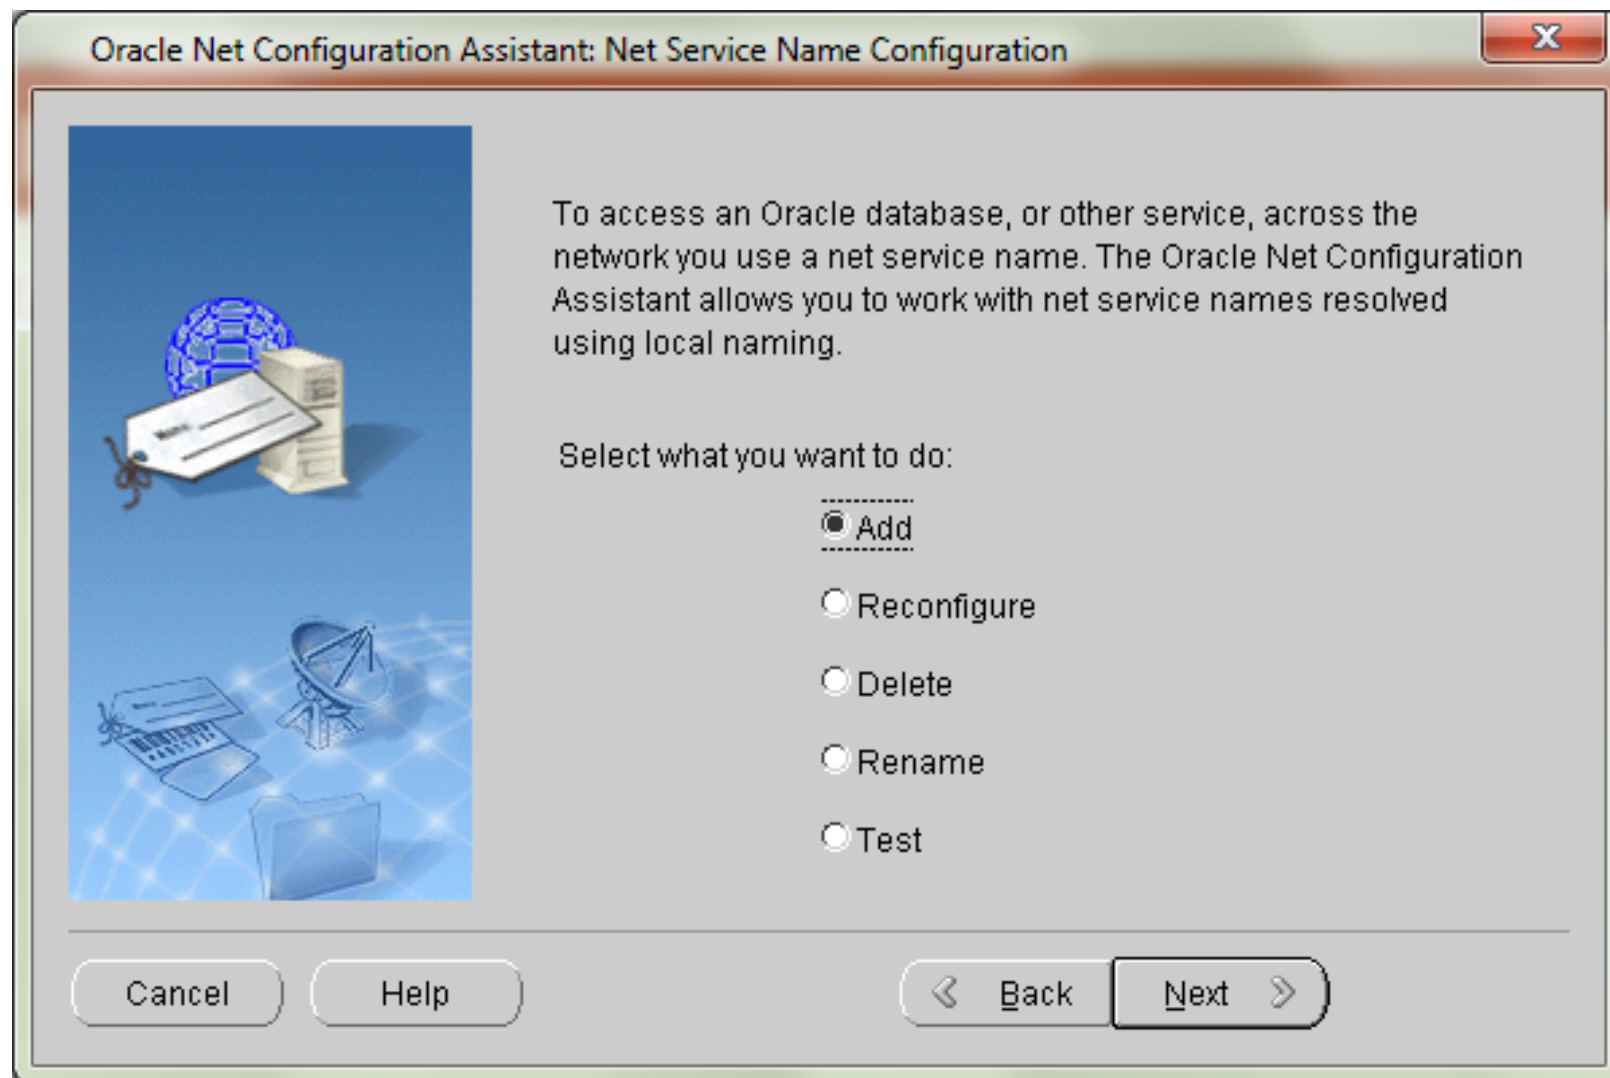 Oracle Net Configuration Assistant: Net Service Name Configuration
To access an Oracle database, or other service, across the
network you use a net service name. The Oracle Net Configuration
Assistant allows you to work with net service names resolved
using local naming.
Select what you want to do:
Add
Reconfigure
Delete
Rename
Test
Cancel
Help
Back
Next